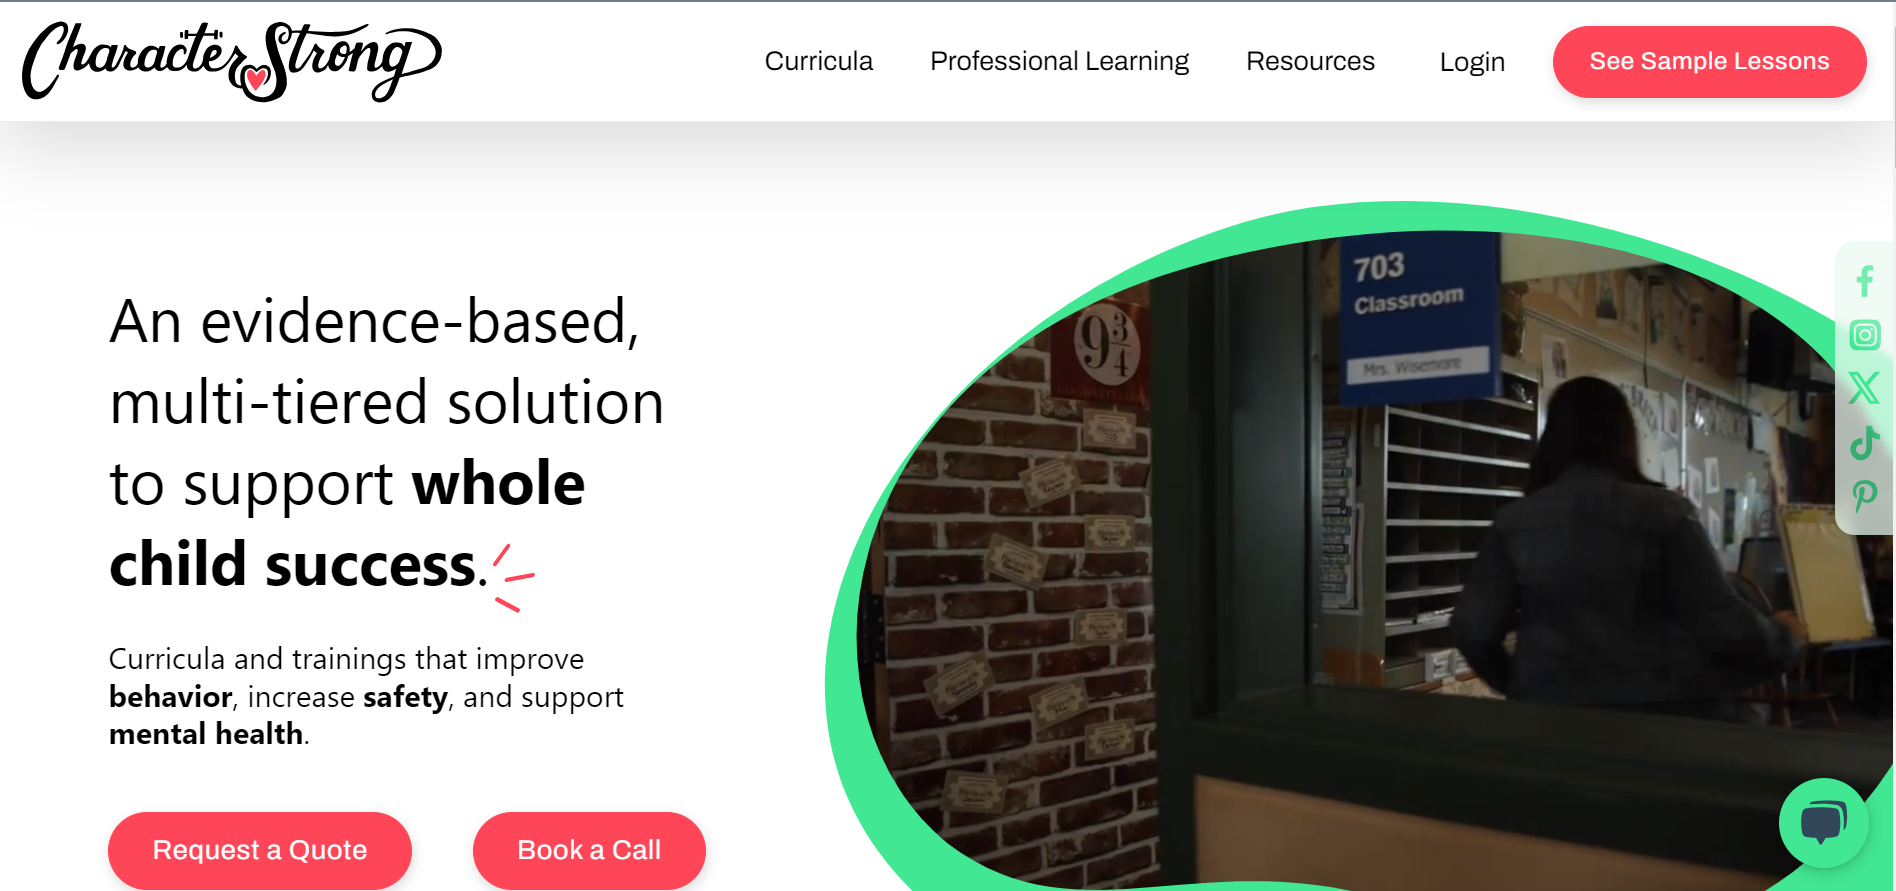 Character Strong
Curricula
Professional Learning
Resources
Login
See Sample Lessons
An evidence-based,
multi-tiered solution
to support whole
child success.
Curricula and trainings that improve
behavior, increase safety, and support
mental health.
Request a Quote
Book a Call
9 3/4
703
Classroom
Mrs. Wisemore